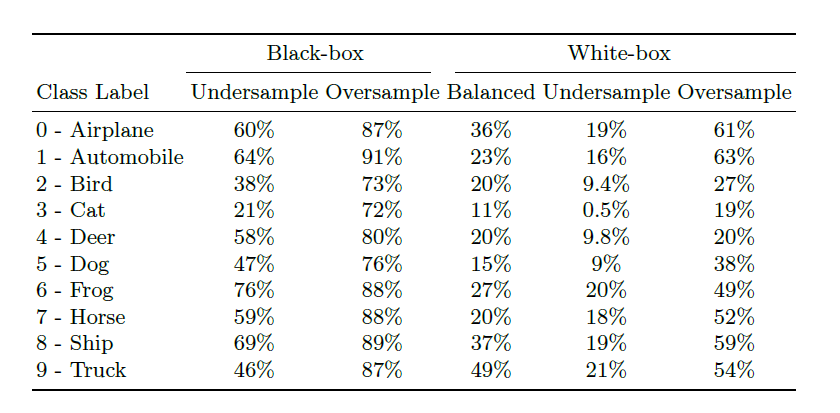 Black-box White-box
Class Label Undersample Oversample Balanced Undersample Oversample
0 - Airplane 60% 87% 36% 19% 61%
1 - Automobile 64% 91% 23% 16% 63%
2 - Bird 38% 73% 20% 9.4% 27%
3 - Cat 21% 72% 11% 0.5% 19%
4 - Deer 58% 80% 20% 9.8% 20%
5 - Dog 47% 76% 15% 9% 38%
6 - Frog 76% 88% 27% 20% 49%
7 - Horse 59% 88% 20% 18% 52%
8 - Ship 69% 89% 37% 19% 59%
9 - Truck 46% 87% 49% 21% 54%